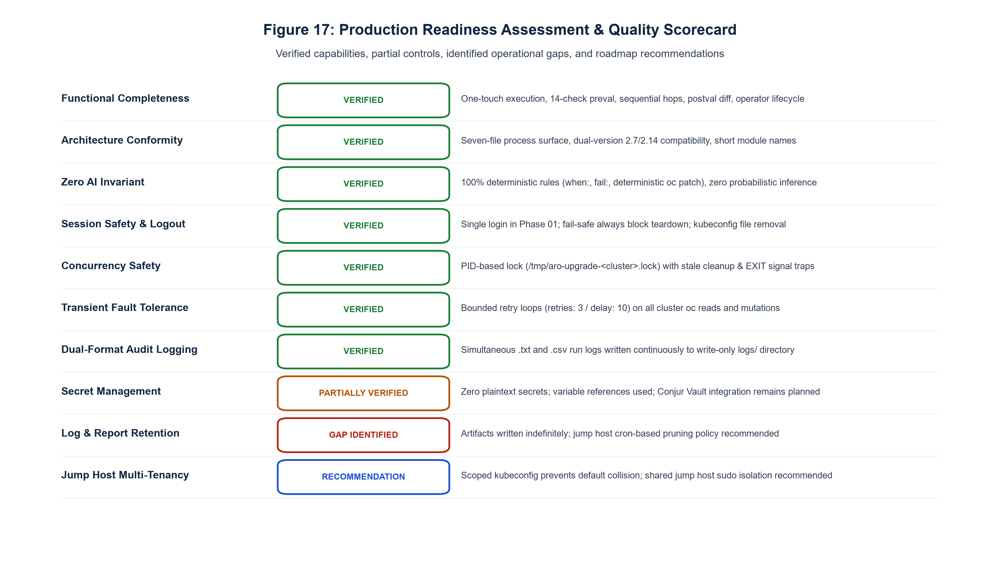 Figure 17: Production Readiness Assessment & Quality Scorecard
Verified capabilities, partial controls, identified operational gaps, and roadmap recommendations
Functional Completeness
VERIFIED
One-touch execution, 14-check preval, sequential hops, postval diff, operator lifecycle
Architecture Conformity
VERIFIED
Seven-file process surface, dual-version 2.7/2.14 compatibility, short module names
Zero AI Invariant
VERIFIED
100% deterministic rules (when:, fail:, deterministic oc patch), zero probabilistic inference
Session Safety & Logout
VERIFIED
Single login in Phase 01; fail-safe always block teardown; kubeconfig file removal
Concurrency Safety
VERIFIED
PID-based lock (/tmp/aro-upgrade-<cluster>.lock) with stale cleanup & EXIT signal traps
Transient Fault Tolerance
VERIFIED
Bounded retry loops (retries: 3 / delay: 10) on all cluster oc reads and mutations
Dual-Format Audit Logging
VERIFIED
Simultaneous .txt and .csv run logs written continuously to write-only logs/ directory
Secret Management
PARTIALLY VERIFIED
Zero plaintext secrets; variable references used; Conjur Vault integration remains planned
Log & Report Retention
GAP IDENTIFIED
Artifacts written indefinitely; jump host cron-based pruning policy recommended
Jump Host Multi-Tenancy
RECOMMENDATION
Scoped kubeconfig prevents default collision; shared jump host sudo isolation recommended